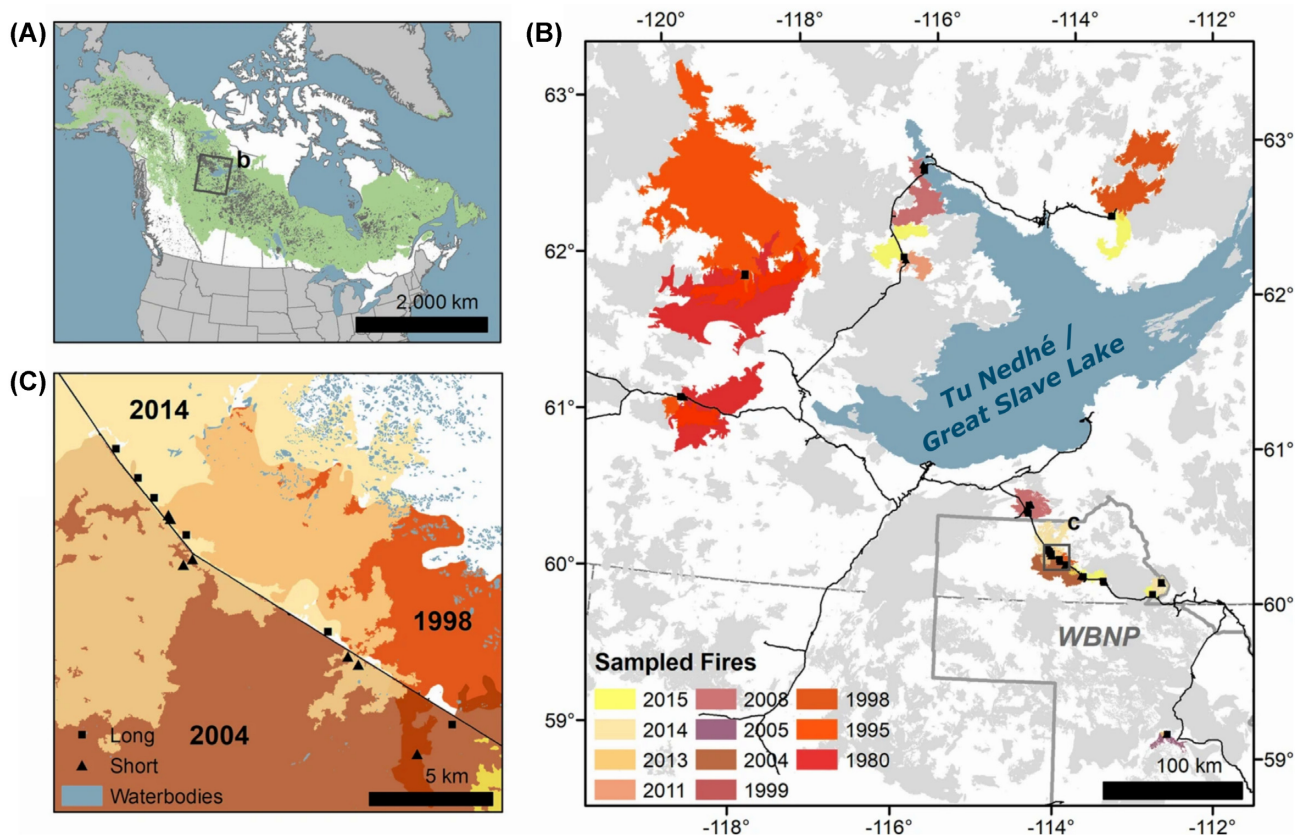 (A)
b
2,000 km
(B)
-120°
-118°
-116°
-114°
-112°
63°
62°
61°
60°
59°
63°
62°
61°
60°
59°
Tu Nedhé /
Great Slave Lake
c
WBNP
Sampled Fires
2015
2014
2013
2011
2008
2005
2004
1999
1998
1995
1980
100 km
-118°
-116°
-114°
-112°
(C)
2014
1998
2004
Long
Short
Waterbodies
5 km